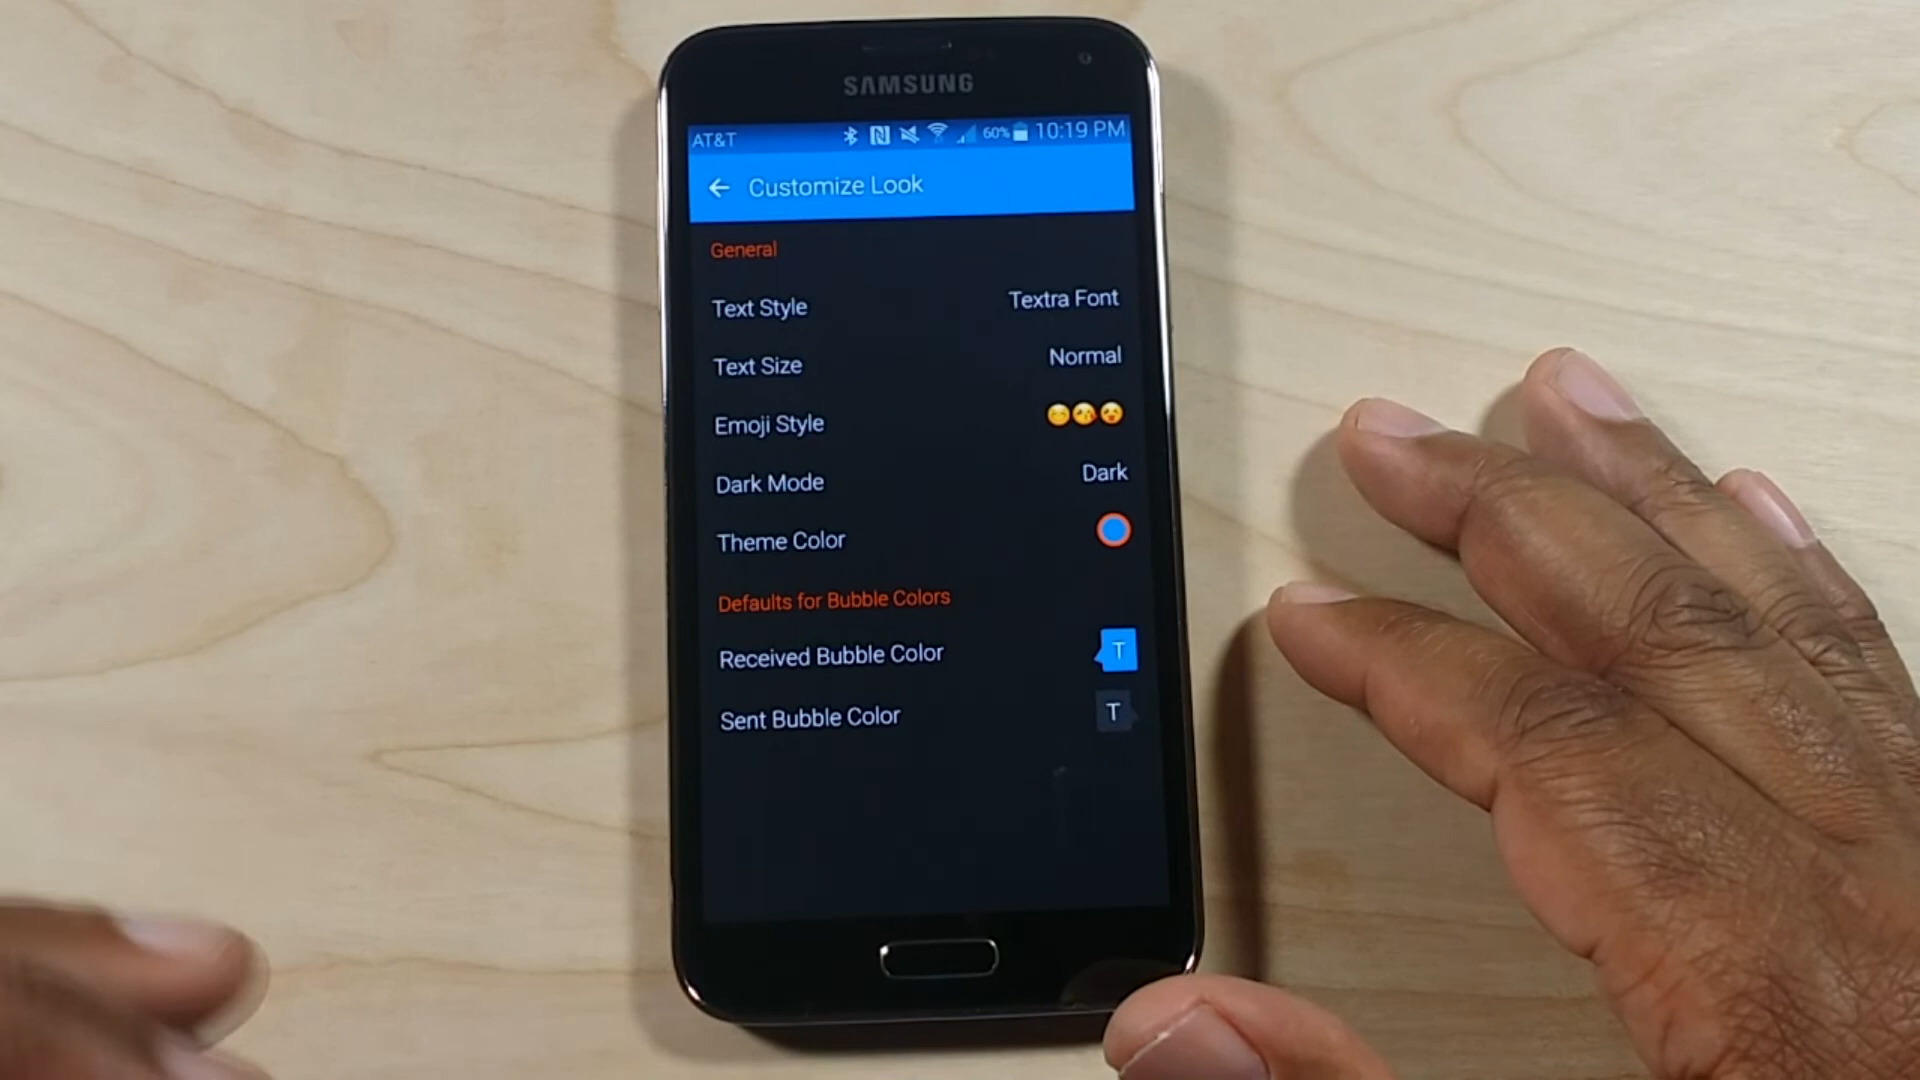 SAMSUNG
AT&T 60% 10:19 PM
Customize Look
General
Text Style Textra Font
Text Size Normal
Emoji Style
Dark Mode Dark
Theme Color
Defaults for Bubble Colors
Received Bubble Color T
Sent Bubble Color T